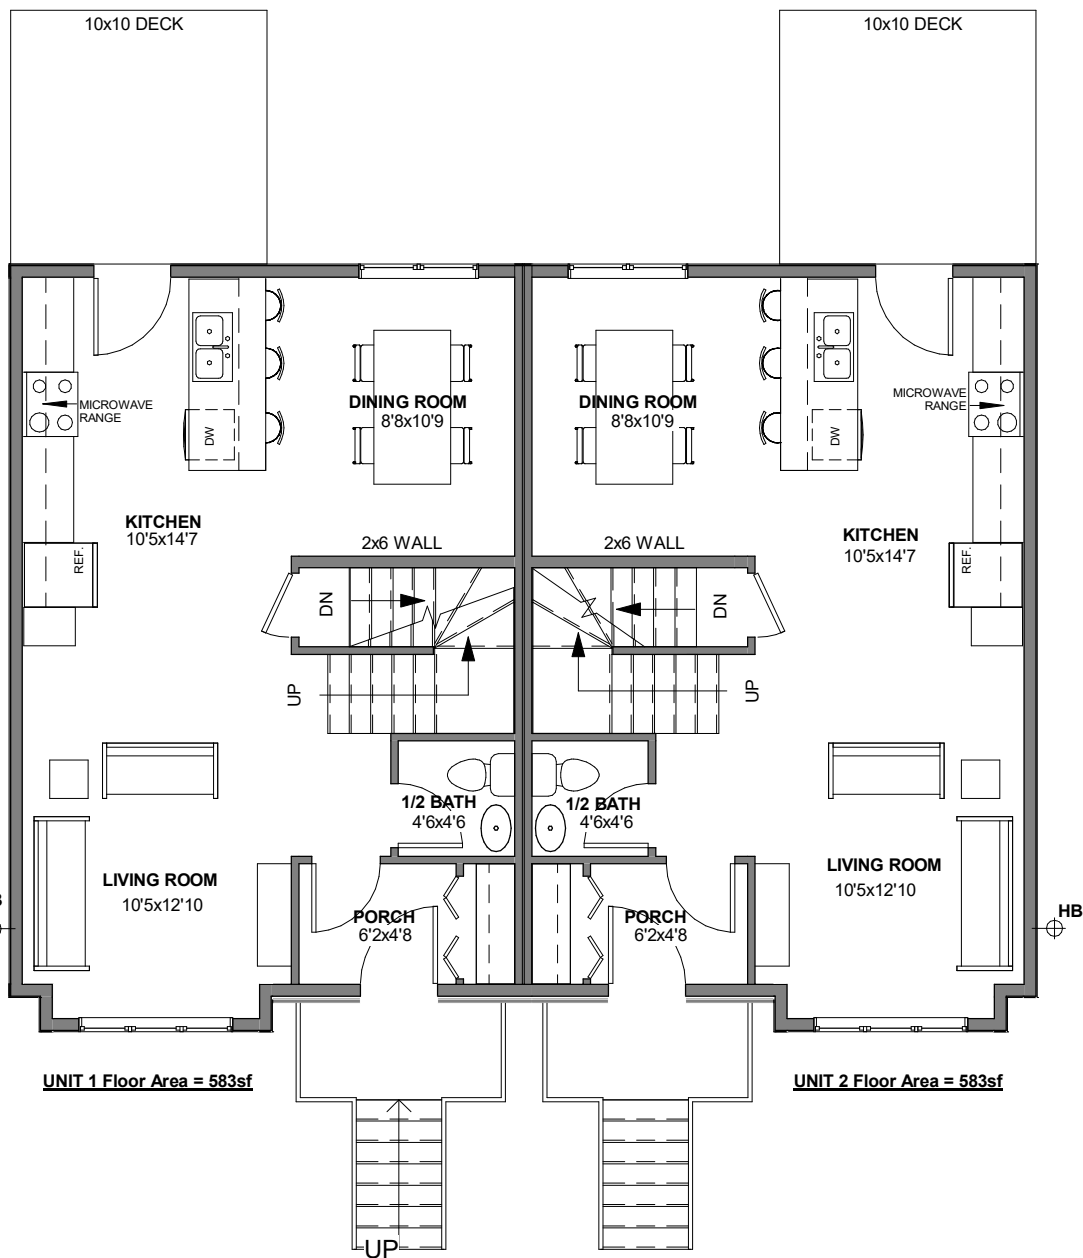 10x10 DECK
10x10 DECK
MICROWAVE
RANGE
DW
DINING ROOM
8'8x10'9
DINING ROOM
8'8x10'9
DW
MICROWAVE
RANGE
KITCHEN
10'5x14'7
REF.
2x6 WALL
2x6 WALL
KITCHEN
10'5x14'7
REF.
DN
DN
UP
UP
1/2 BATH
4'6x4'6
1/2 BATH
4'6x4'6
LIVING ROOM
10'5x12'10
LIVING ROOM
10'5x12'10
PORCH
6'2x4'8
PORCH
6'2x4'8
HB
UNIT 1 Floor Area = 583sf
UNIT 2 Floor Area = 583sf
UP